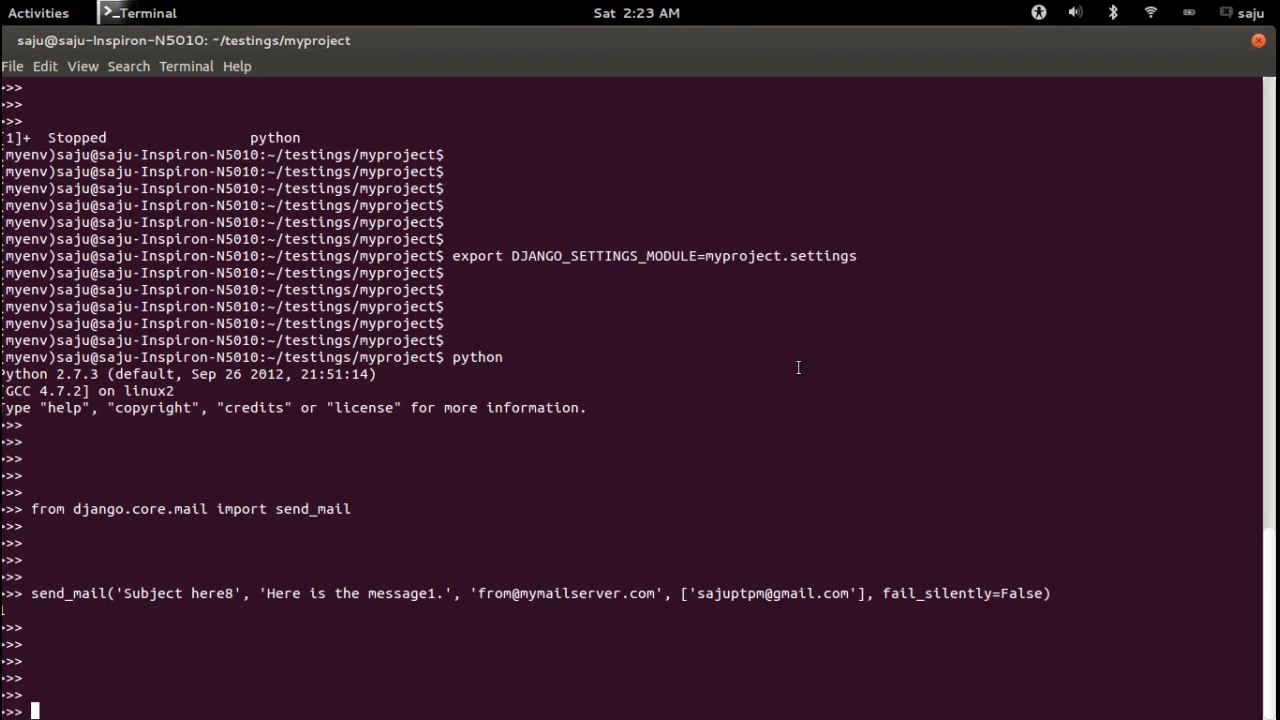 Activities >_Terminal Sat 2:23 AM saju
saju@saju-Inspiron-N5010: ~/testings/myproject
File Edit View Search Terminal Help
>>>
>>>
>>>
[1]+  Stopped                 python
(myenv)saju@saju-Inspiron-N5010:~/testings/myproject$
(myenv)saju@saju-Inspiron-N5010:~/testings/myproject$
(myenv)saju@saju-Inspiron-N5010:~/testings/myproject$
(myenv)saju@saju-Inspiron-N5010:~/testings/myproject$
(myenv)saju@saju-Inspiron-N5010:~/testings/myproject$
(myenv)saju@saju-Inspiron-N5010:~/testings/myproject$
(myenv)saju@saju-Inspiron-N5010:~/testings/myproject$ export DJANGO_SETTINGS_MODULE=myproject.settings
(myenv)saju@saju-Inspiron-N5010:~/testings/myproject$
(myenv)saju@saju-Inspiron-N5010:~/testings/myproject$
(myenv)saju@saju-Inspiron-N5010:~/testings/myproject$
(myenv)saju@saju-Inspiron-N5010:~/testings/myproject$
(myenv)saju@saju-Inspiron-N5010:~/testings/myproject$
(myenv)saju@saju-Inspiron-N5010:~/testings/myproject$ python
Python 2.7.3 (default, Sep 26 2012, 21:51:14)
[GCC 4.7.2] on linux2
Type "help", "copyright", "credits" or "license" for more information.
>>>
>>>
>>>
>>>
>>>
>>> from django.core.mail import send_mail
>>>
>>>
>>>
>>>
>>> send_mail('Subject here8', 'Here is the message1.', 'from@mymailserver.com', ['sajuptpm@gmail.com'], fail_silently=False)
1
>>>
>>>
>>>
>>>
>>>
>>>